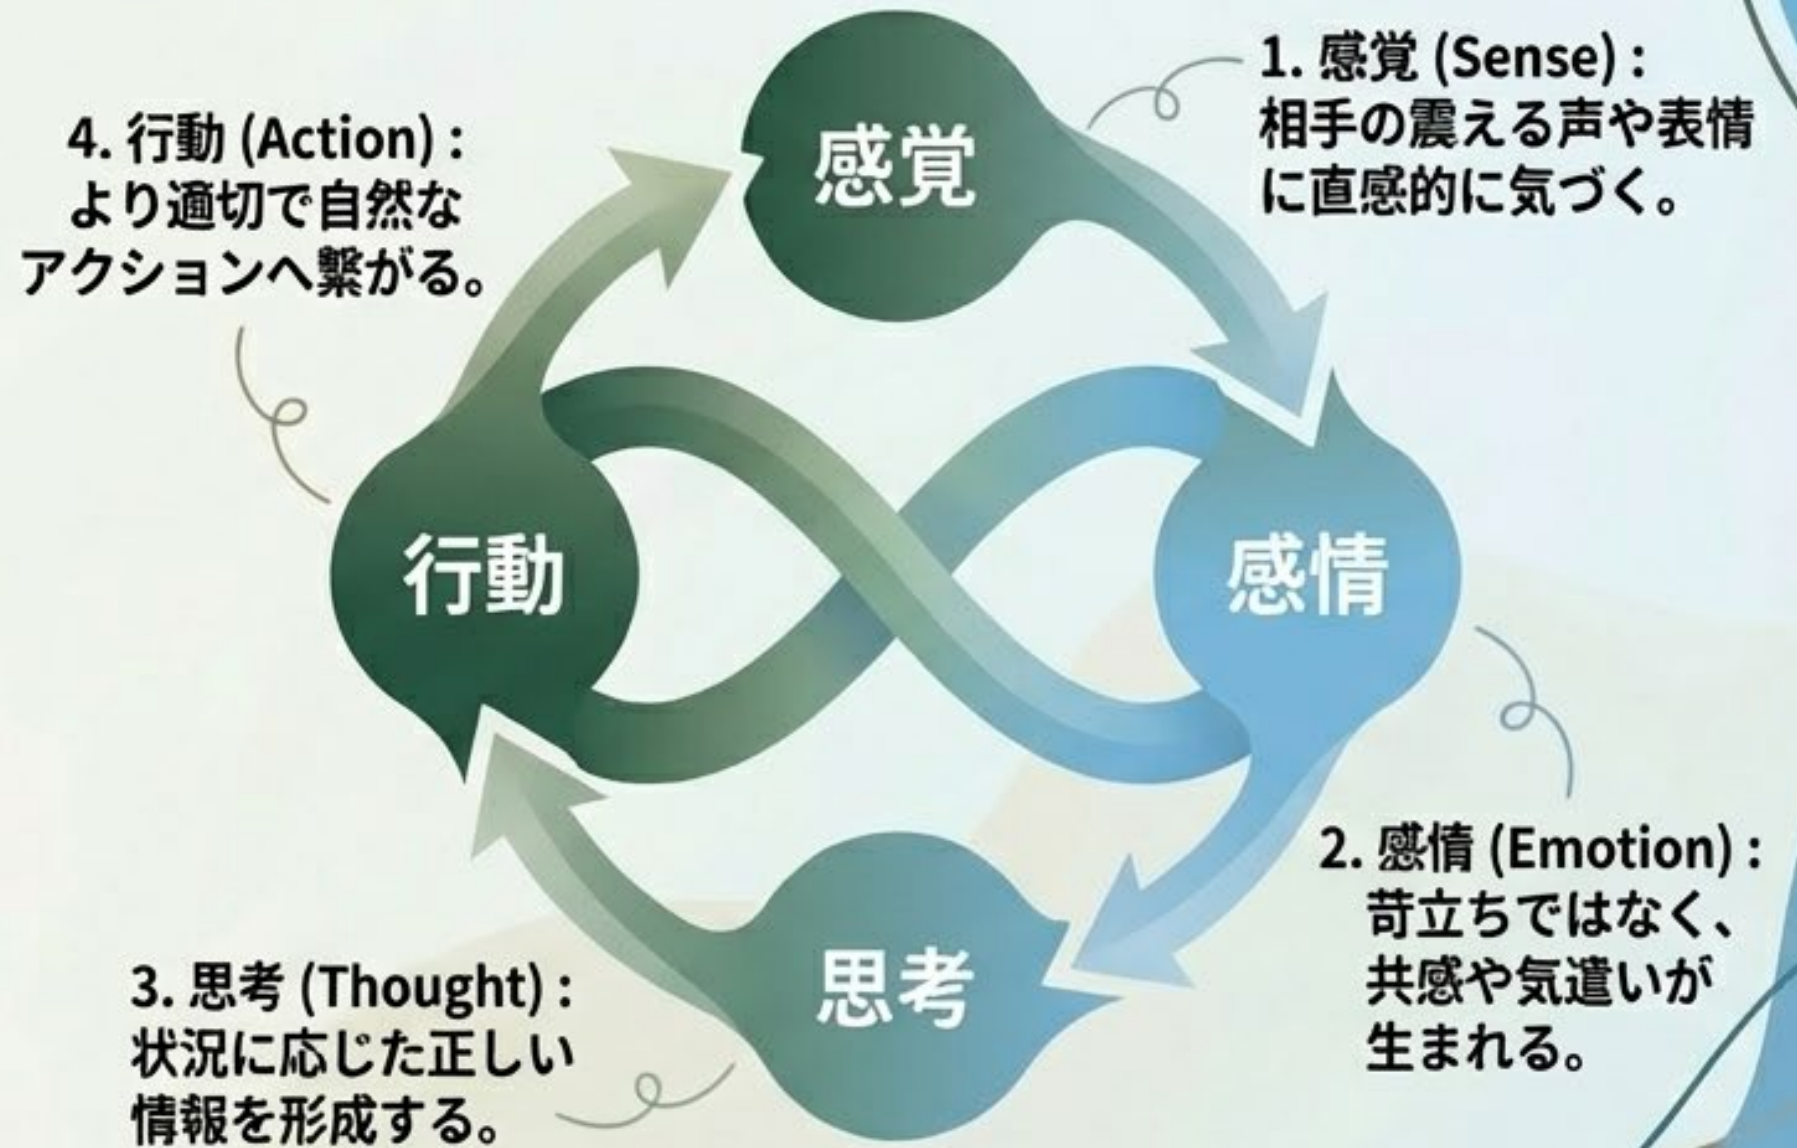 感覚
1. 感覚 (Sense) :
相手の震える声や表情
に直感的に気づく。
感情
2. 感情 (Emotion) :
苛立ちではなく、
共感や気遣いが
生まれる。
思考
3. 思考 (Thought) :
状況に応じた正しい
情報を形成する。
行動
4. 行動 (Action) :
より適切で自然な
アクションへ繋がる。